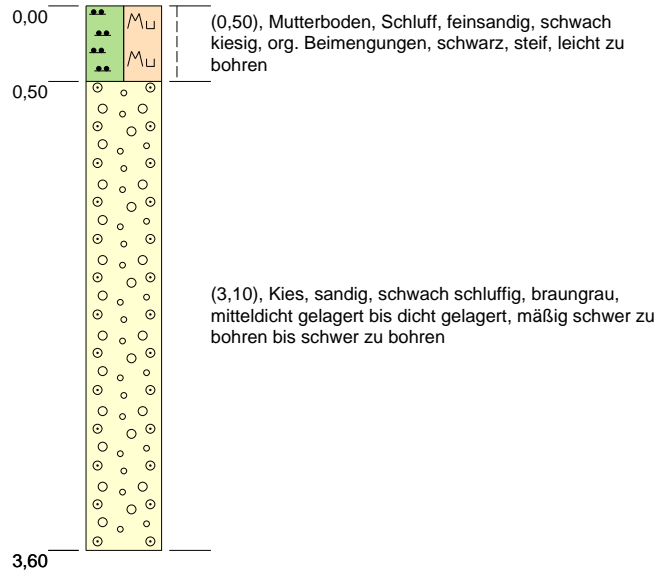 0,00
Mu
Mu
(0,50), Mutterboden, Schluff, feinsandig, schwach
kiesig, org. Beimengungen, schwarz, steif, leicht zu
bohren
0,50
(3,10), Kies, sandig, schwach schluffig, braungrau,
mitteldicht gelagert bis dicht gelagert, mäßig schwer zu
bohren bis schwer zu bohren
3,60